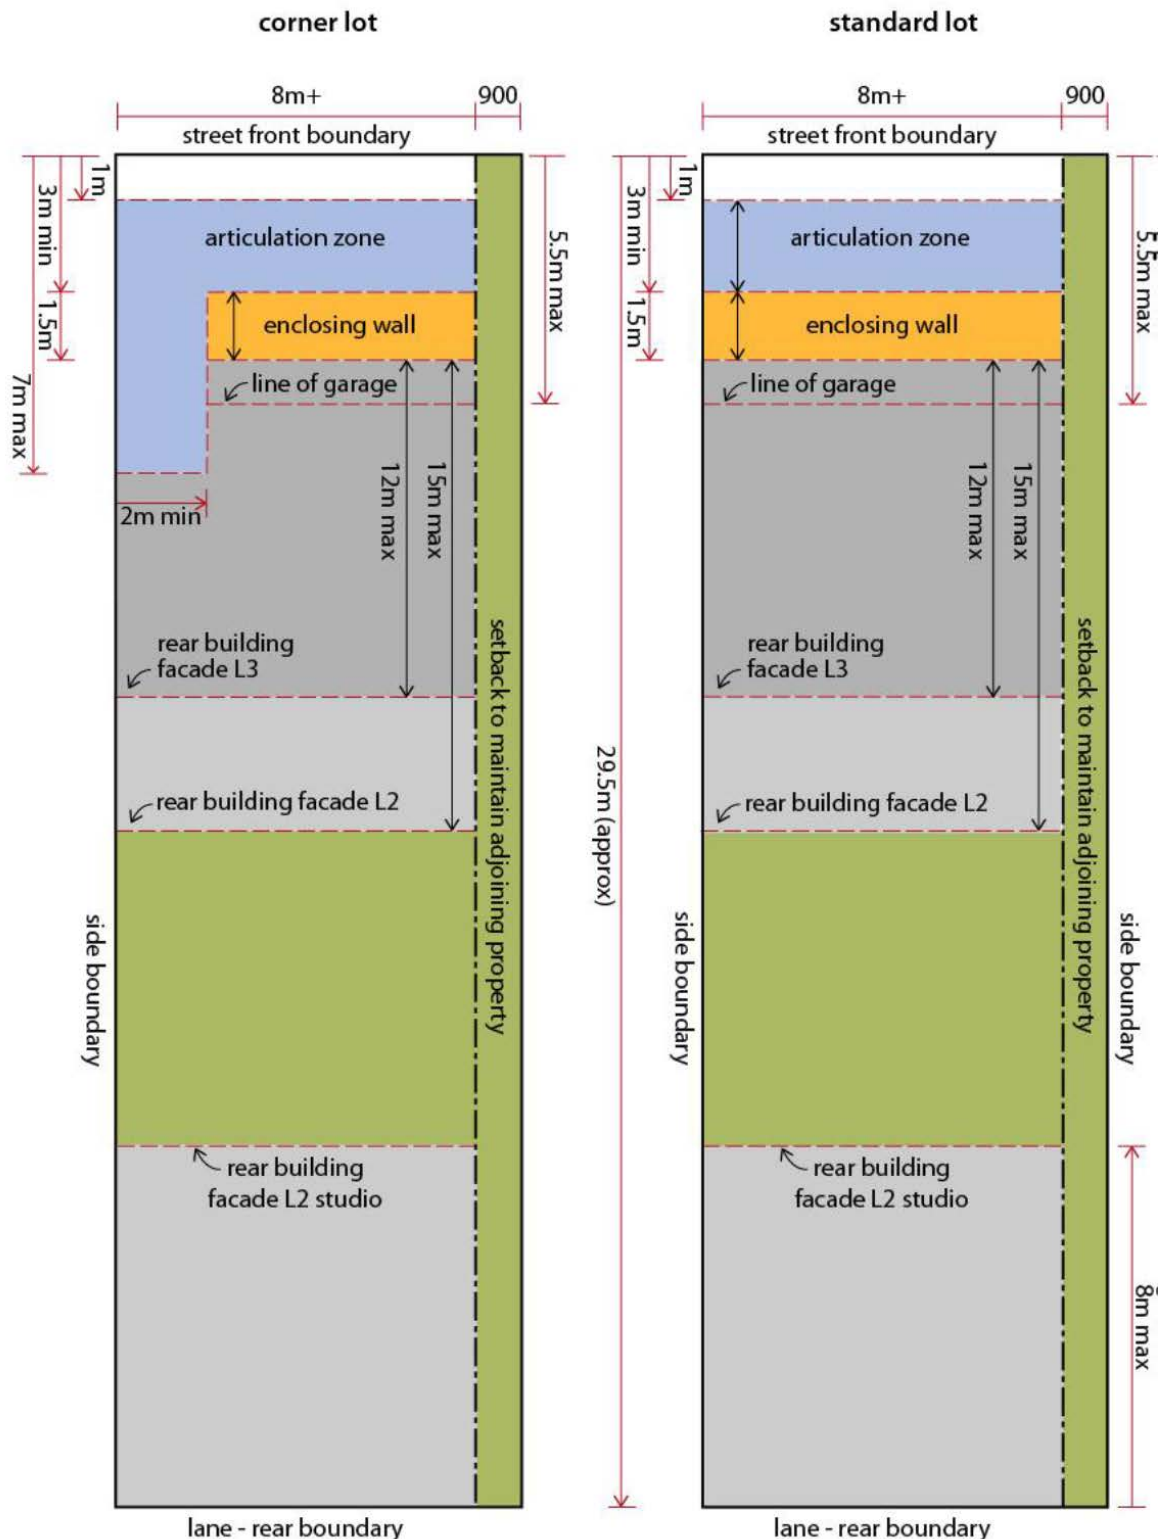 corner lot
8m+
900
street front boundary
1m
3m min
1.5m
7m max
articulation zone
enclosing wall
line of garage
5.5m max
2m min
12m max
15m max
rear building
facade L3
rear building facade L2
setback to maintain adjoining property
side boundary
rear building
facade L2 studio
lane - rear boundary
29.5m (approx)
standard lot
8m+
900
street front boundary
1m
3m min
1.5m
articulation zone
enclosing wall
line of garage
5.5m max
12m max
15m max
rear building
facade L3
rear building facade L2
setback to maintain adjoining property
side boundary
side boundary
rear building
facade L2 studio
8m max
lane - rear boundary